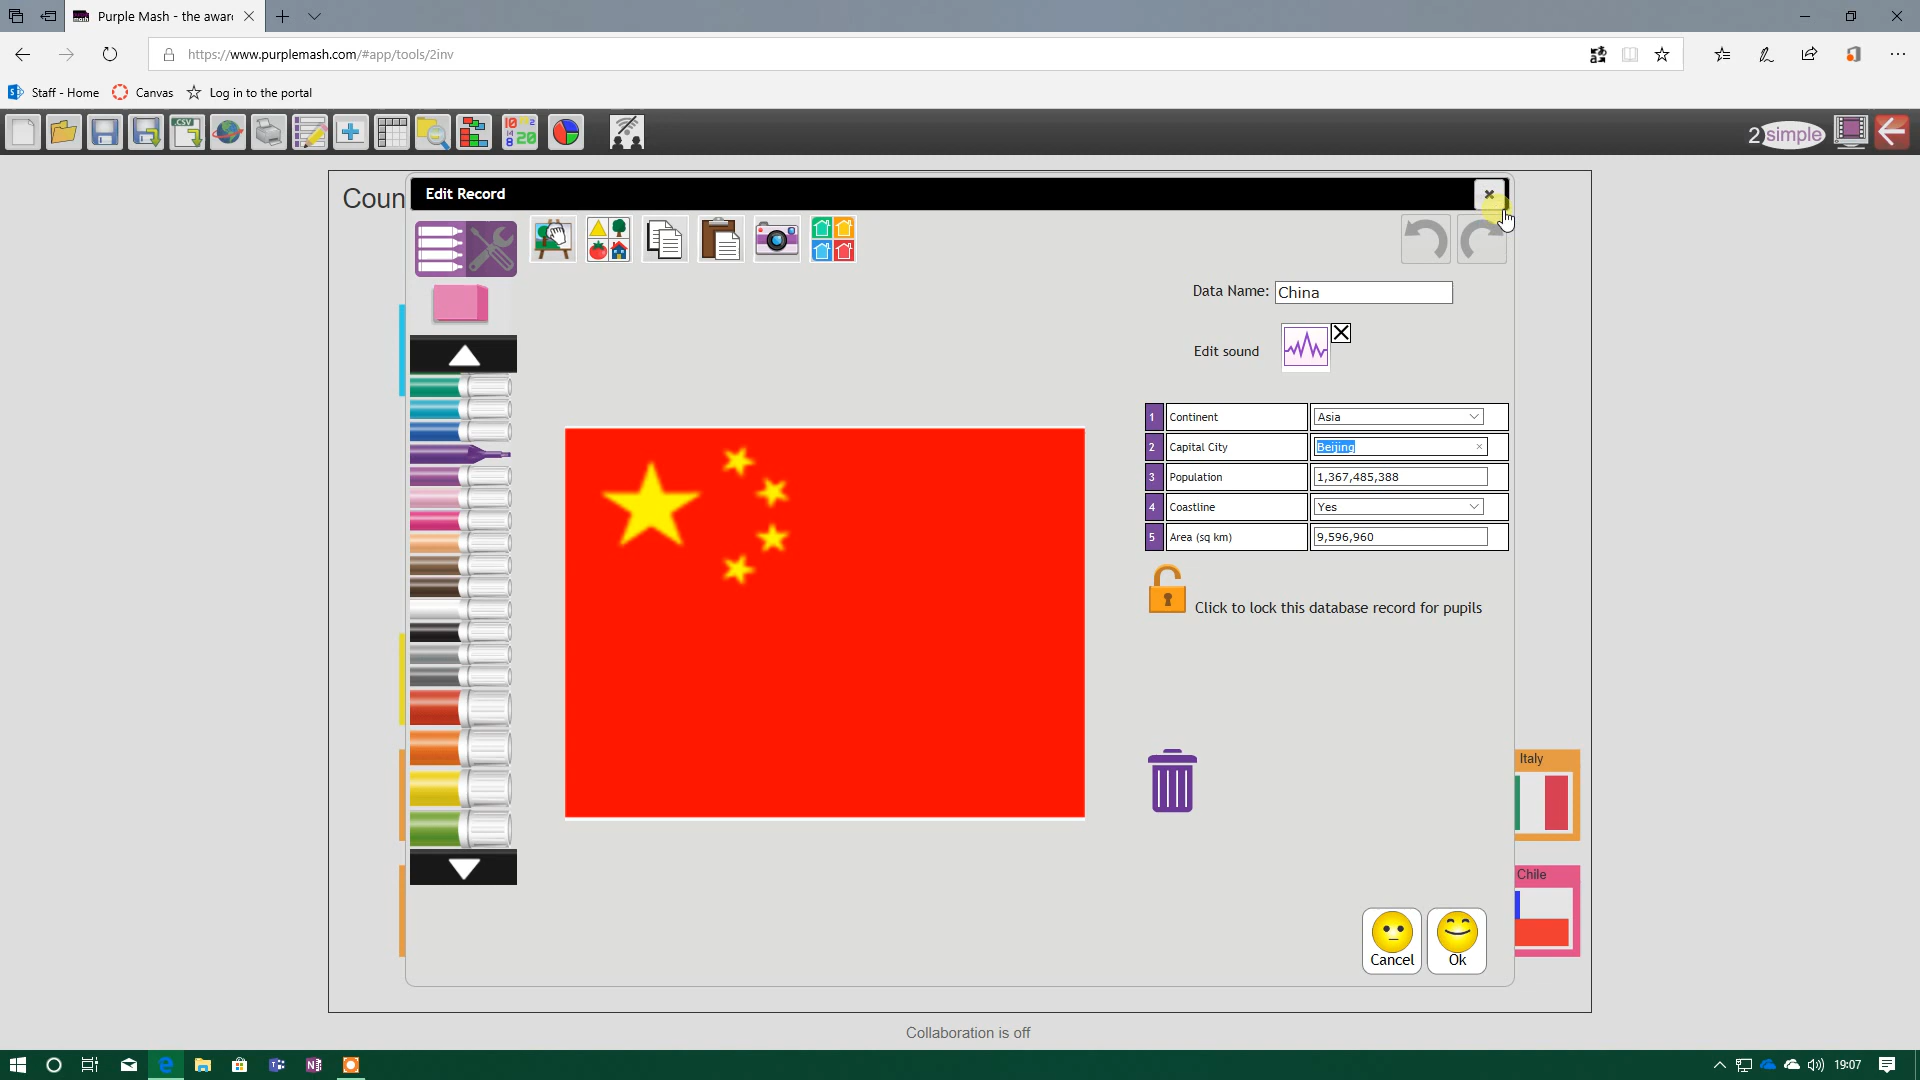 Purple Mash - the awar
https://www.purplemash.com/#app/tools/2inv
Staff - Home
Canvas
Log in to the portal
CSV
2simple
Coun
Edit Record
Data Name: China
Edit sound
1 Continent Asia
2 Capital City Beijing
3 Population 1,367,485,388
4 Coastline Yes
5 Area (sq km) 9,596,960
Click to lock this database record for pupils
Italy
Chile
Cancel
Ok
Collaboration is off
19:07